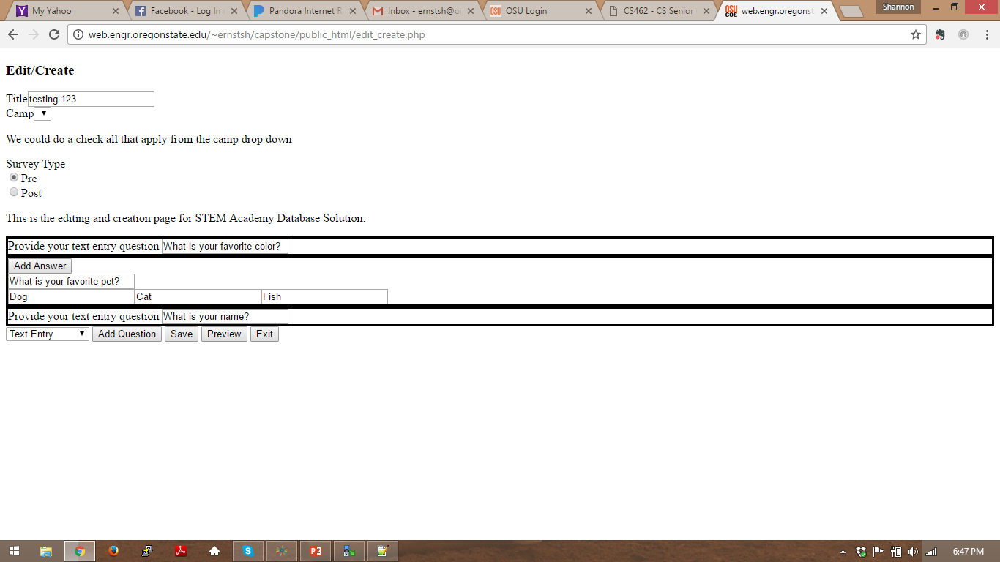 My Yahoo
Facebook - Log In
Pandora Internet R
Inbox - ernstsh@o
OSU OSU Login
CS462 - CS Senior
OSU COE web.engr.oregonst
Shannon
web.engr.oregonstate.edu/~ernstsh/capstone/public_html/edit_create.php
Edit/Create
Title testing 123
Camp
We could do a check all that apply from the camp drop down
Survey Type
Pre
Post
This is the editing and creation page for STEM Academy Database Solution.
Provide your text entry question What is your favorite color?
Add Answer
What is your favorite pet?
Dog Cat Fish
Provide your text entry question What is your name?
Text Entry Add Question Save Preview Exit
6:47 PM